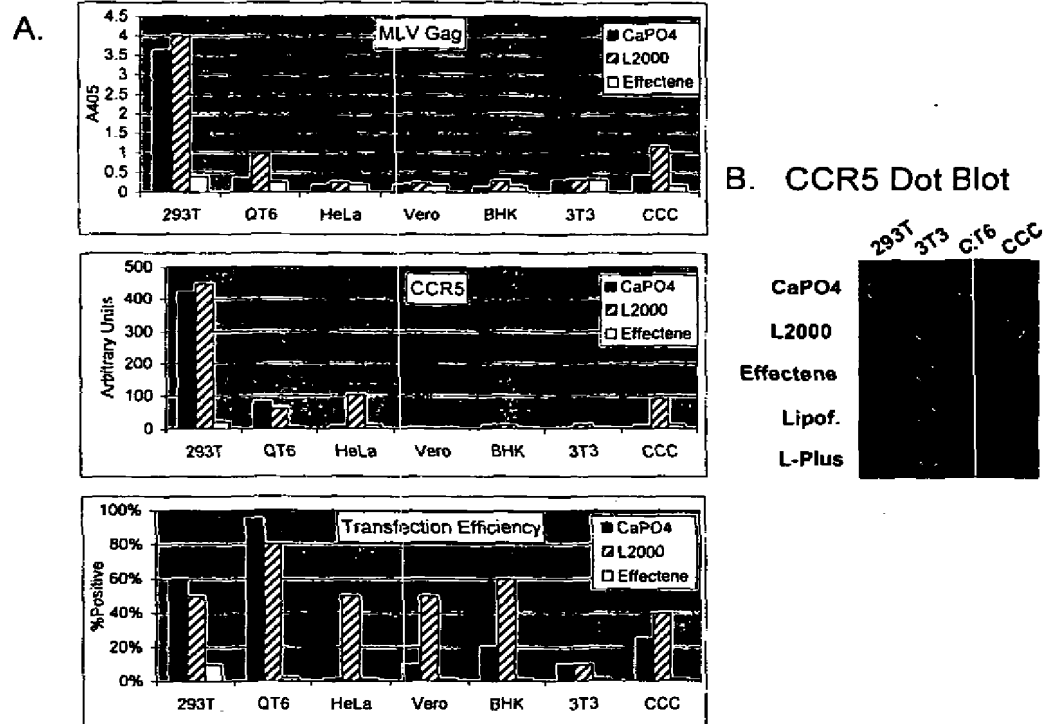 A.
MLV Gag
CaPO4
L2000
Effectene
A405
4.5
4
3.5
3
2.5
2
1.5
1
0.5
0
293T QT6 HeLa Vero BHK 3T3 CCC
CCR5
CaPO4
L2000
Effectene
Arbitrary Units
500
400
300
200
100
0
293T QT6 HeLa Vero BHK 3T3 CCC
Transfection Efficiency
CaPO4
L2000
Effectene
%Positive
100%
80%
60%
40%
20%
0%
293T QT6 HeLa Vero BHK 3T3 CCC
B. CCR5 Dot Blot
293T 3T3 QT6 CCC
CaPO4
L2000
Effectene
Lipof.
L-Plus